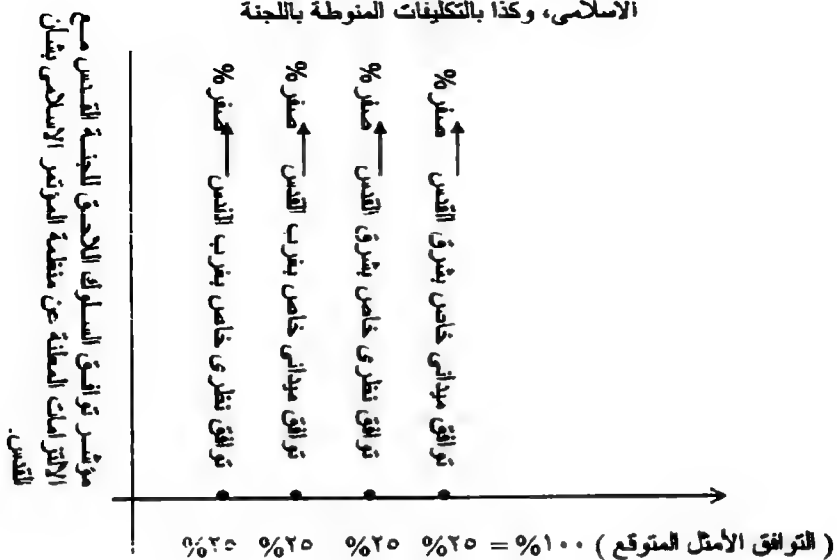 الاسلامى، وكذا بالتكليفات المنوطة باللجنة
مؤشر توافق السلوك اللاحق للجنة القدس مع
الالتزامات المعلنة عن منظمة المؤتمر الاسلامى بشأن
القدس.
توافق ميدانى خاص بشرق القدس صفر%
توافق نظرى خاص بشرق القدس صفر%
توافق ميدانى خاص بغرب القدس صفر%
توافق نظرى خاص بغرب القدس صفر%
( التوافق الأمثل المتوقع ) ١٠٠% = ٢٥% ٢٥% ٢٥% ٢٥%